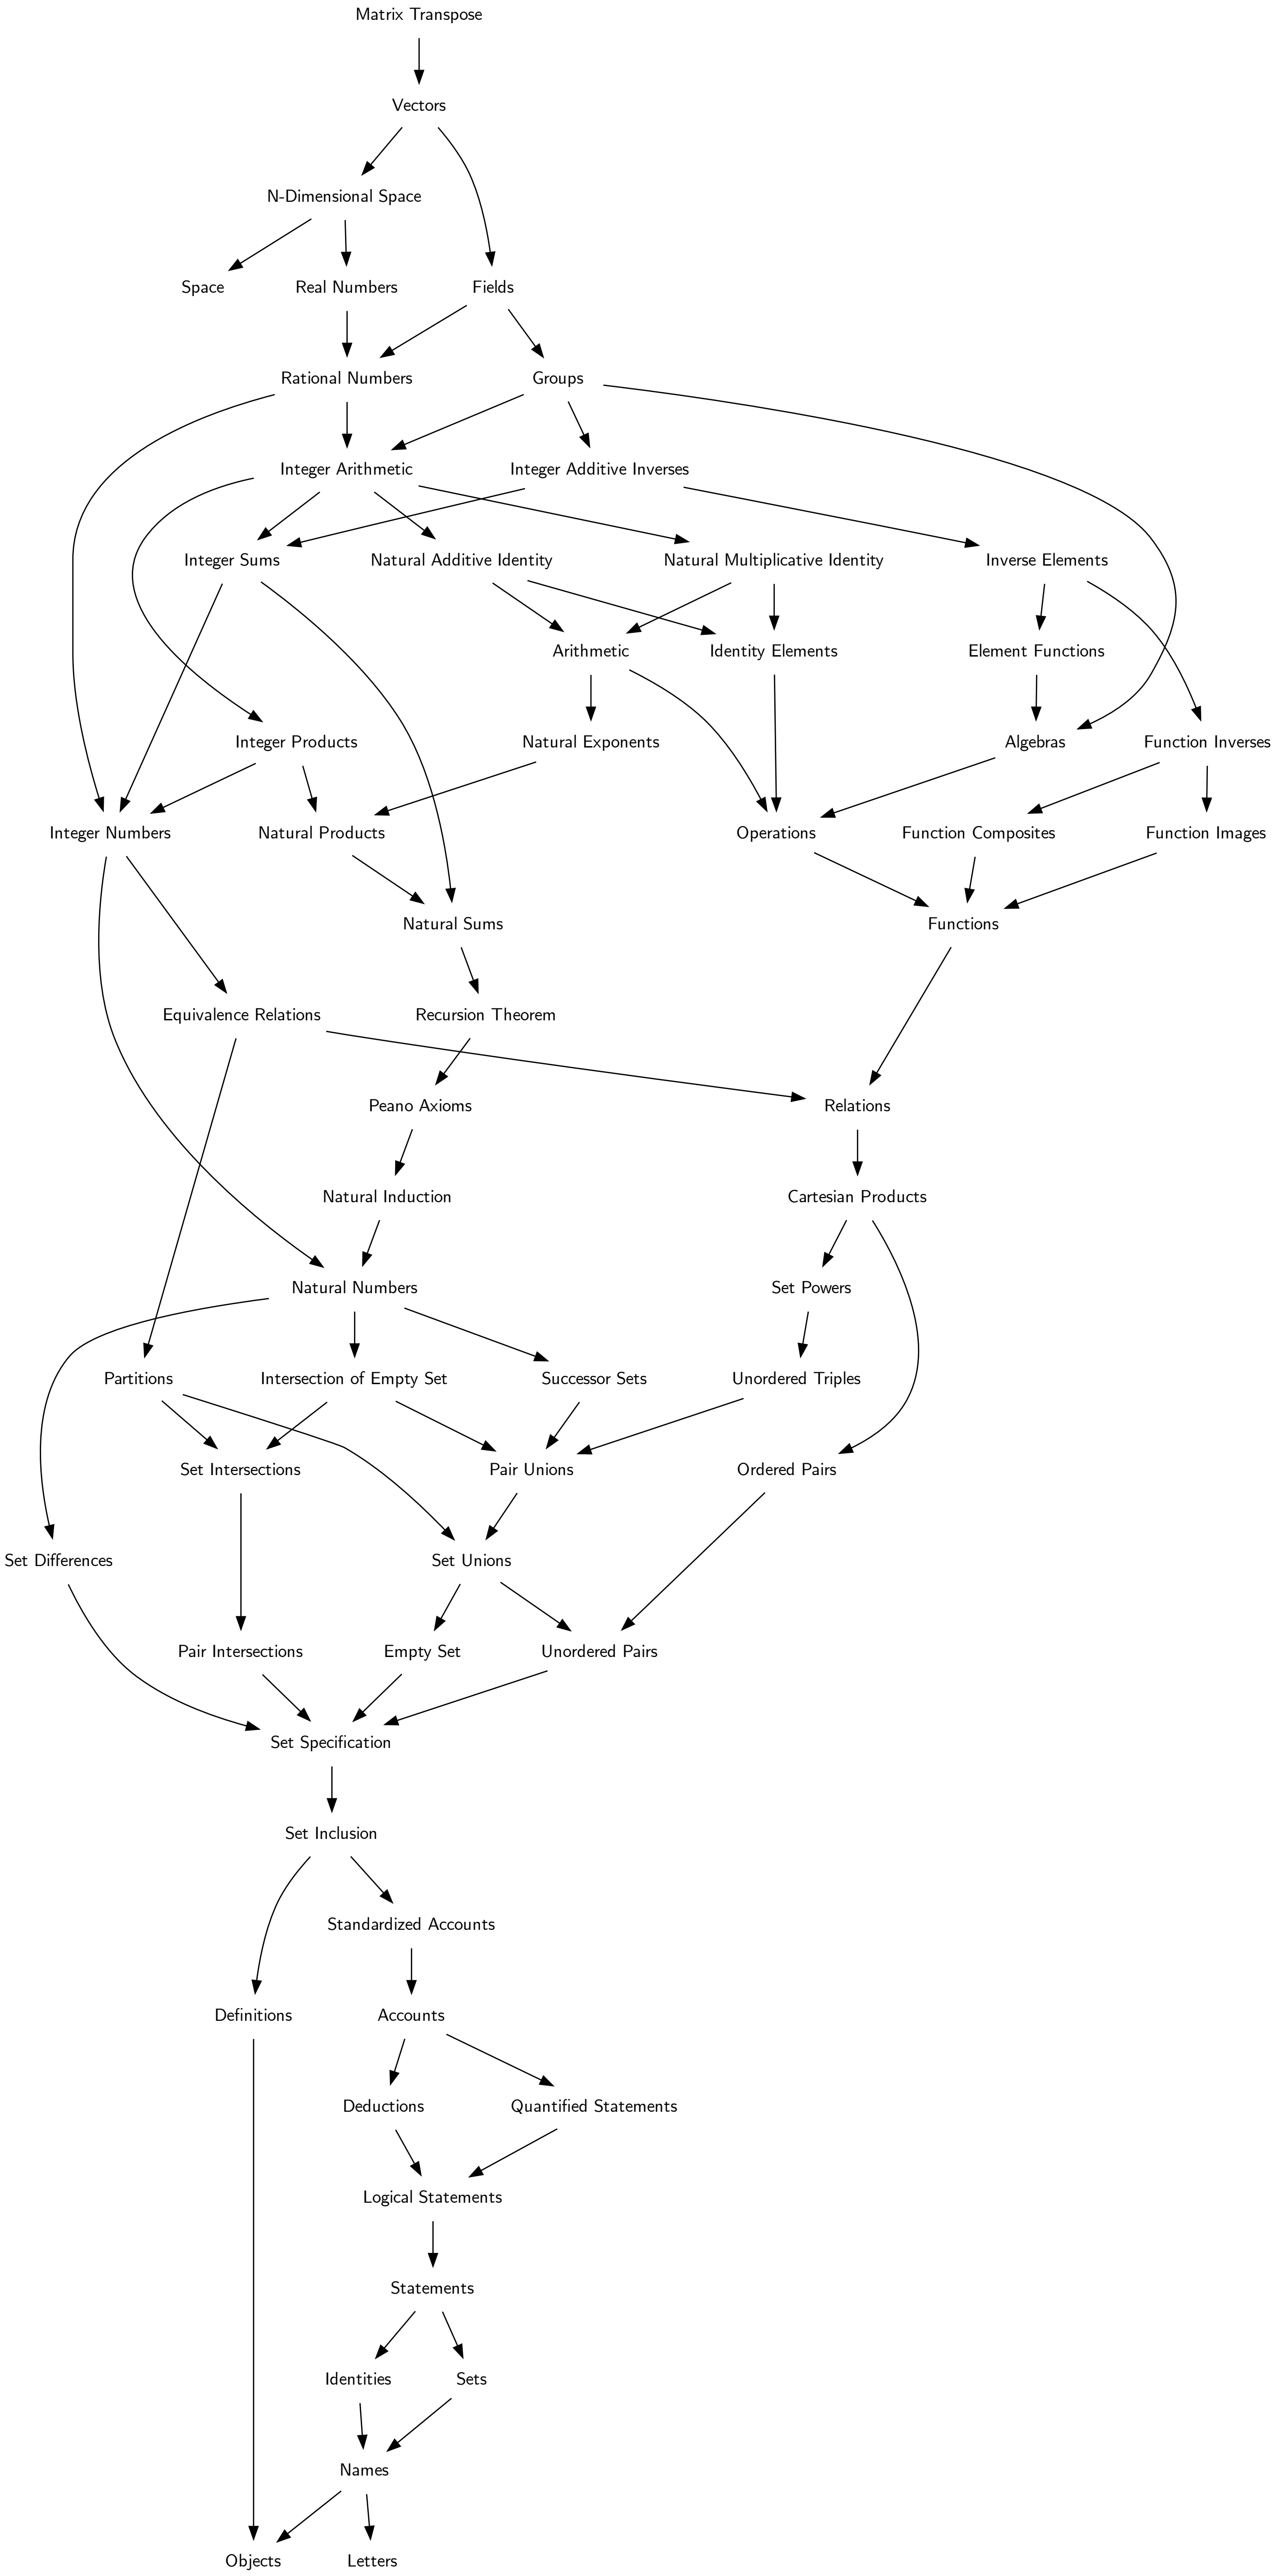 Matrix Transpose
Vectors
N-Dimensional Space
Space
Real Numbers
Fields
Rational Numbers
Groups
Integer Arithmetic
Integer Additive Inverses
Integer Sums
Natural Additive Identity
Natural Multiplicative Identity
Inverse Elements
Arithmetic
Identity Elements
Element Functions
Integer Products
Natural Exponents
Algebras
Function Inverses
Integer Numbers
Natural Products
Operations
Function Composites
Function Images
Natural Sums
Functions
Equivalence Relations
Recursion Theorem
Peano Axioms
Relations
Natural Induction
Cartesian Products
Natural Numbers
Set Powers
Partitions
Intersection of Empty Set
Successor Sets
Unordered Triples
Set Intersections
Pair Unions
Ordered Pairs
Set Differences
Set Unions
Pair Intersections
Empty Set
Unordered Pairs
Set Specification
Set Inclusion
Standardized Accounts
Definitions
Accounts
Deductions
Quantified Statements
Logical Statements
Statements
Identities
Sets
Names
Objects
Letters